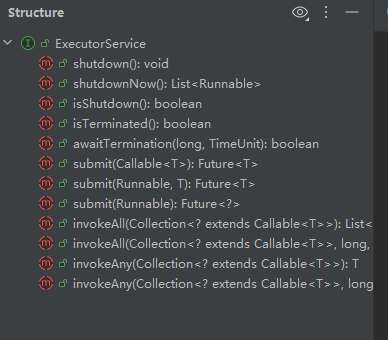 Structure
ExecutorService
shutdown(): void
shutdownNow(): List<Runnable>
isShutdown(): boolean
isTerminated(): boolean
awaitTermination(long, TimeUnit): boolean
submit(Callable<T>): Future<T>
submit(Runnable, T): Future<T>
submit(Runnable): Future<?>
invokeAll(Collection<? extends Callable<T>>): List<
invokeAll(Collection<? extends Callable<T>>, long,
invokeAny(Collection<? extends Callable<T>>): T
invokeAny(Collection<? extends Callable<T>>, long